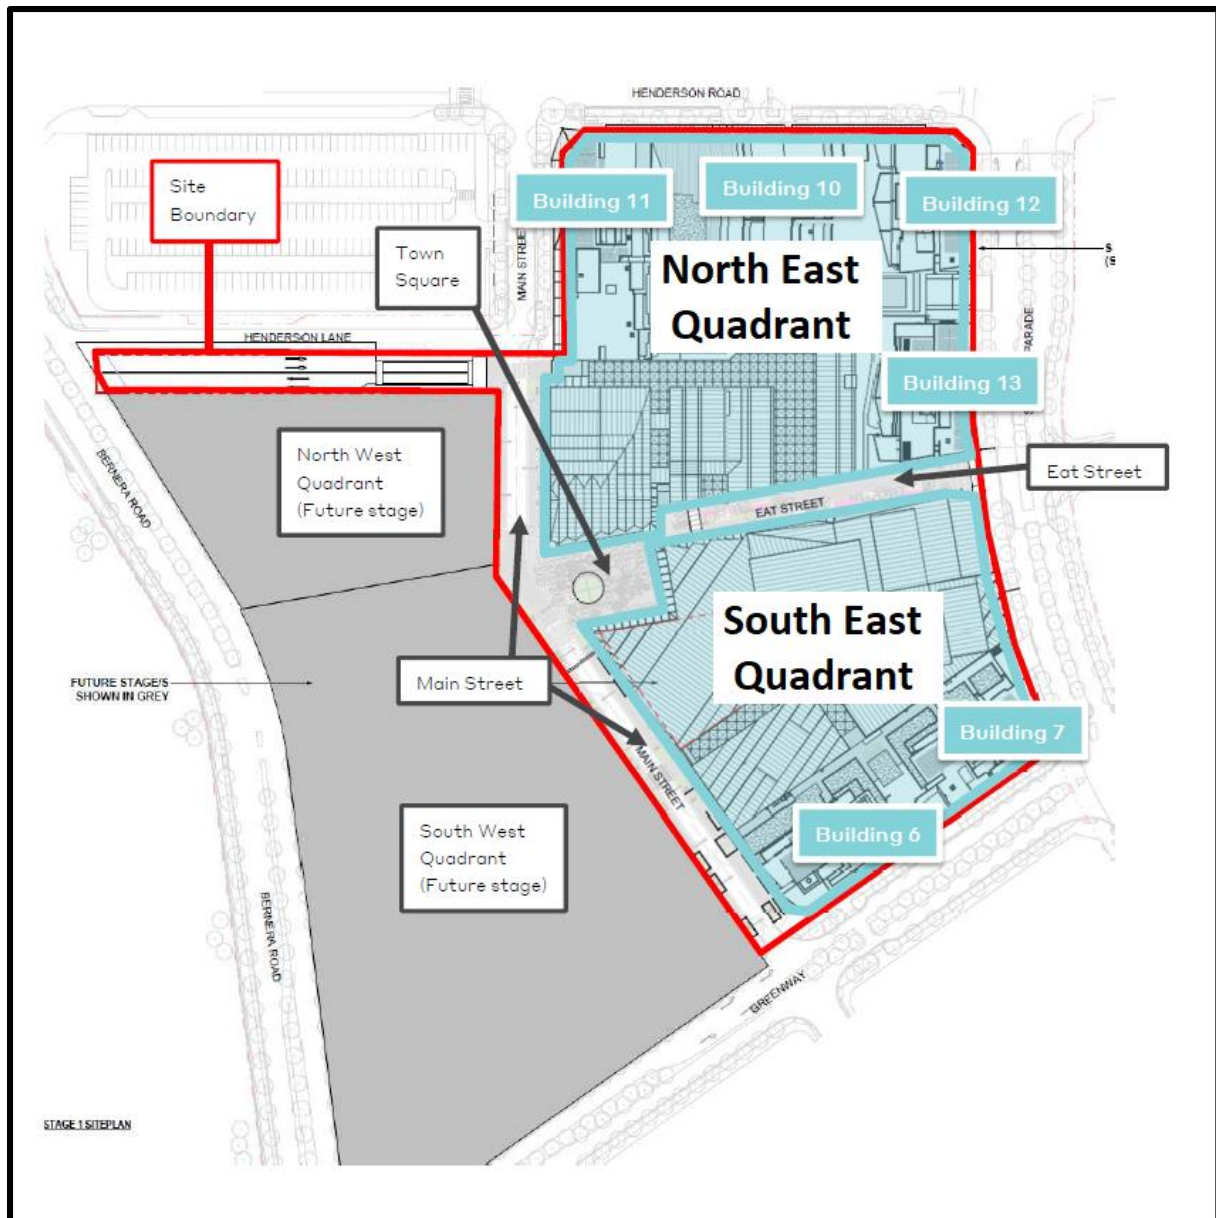 HENDERSON ROAD
Site
Boundary
Building 11
Building 10
Building 12
Town
Square
MAIN STREET
North East
Quadrant
S
(S
HENDERSON LANE
PARADE
Building 13
North West
Quadrant
(Future stage)
BERNERA ROAD
Eat Street
EAT STREET
South East
Quadrant
FUTURE STAGE/S
SHOWN IN GREY
Main Street
Building 7
MAIN STREET
South West
Quadrant
(Future stage)
Building 6
BERNERA ROAD
GREENWAY
STAGE 1 SITEPLAN